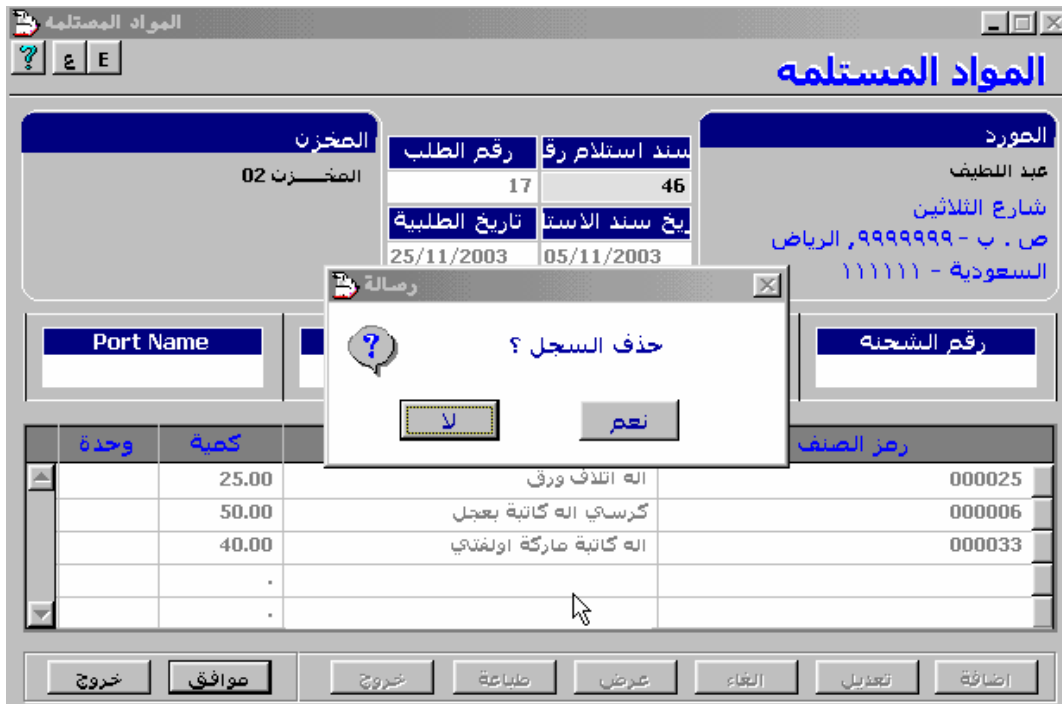 المواد المستلمه
E
ع
المواد المستلمه
المورد
عبد اللطيف
شارع الثلاثين
ص . ب - ٩٩٩٩٩٩٩, الرياض
السعودية - ١١١١١١
سند استلام رق
46
رقم الطلب
17
يخ سند الاستا
05/11/2003
تاريخ الطلبية
25/11/2003
المخزن
المخـــزن 02
رسالة
حذف السجل ؟
نعم
لا
رقم الشحنه
Port Name
رمز الصنف
كمية
وحدة
000025 اله اتلاف ورق 25.00
000006 كرسي اله كاتبة بعجل 50.00
000033 اله كاتبة ماركة اولفتي 40.00
.
.
اضافة
تعديل
الغاء
عرض
طباعة
خروج
موافق
خروج